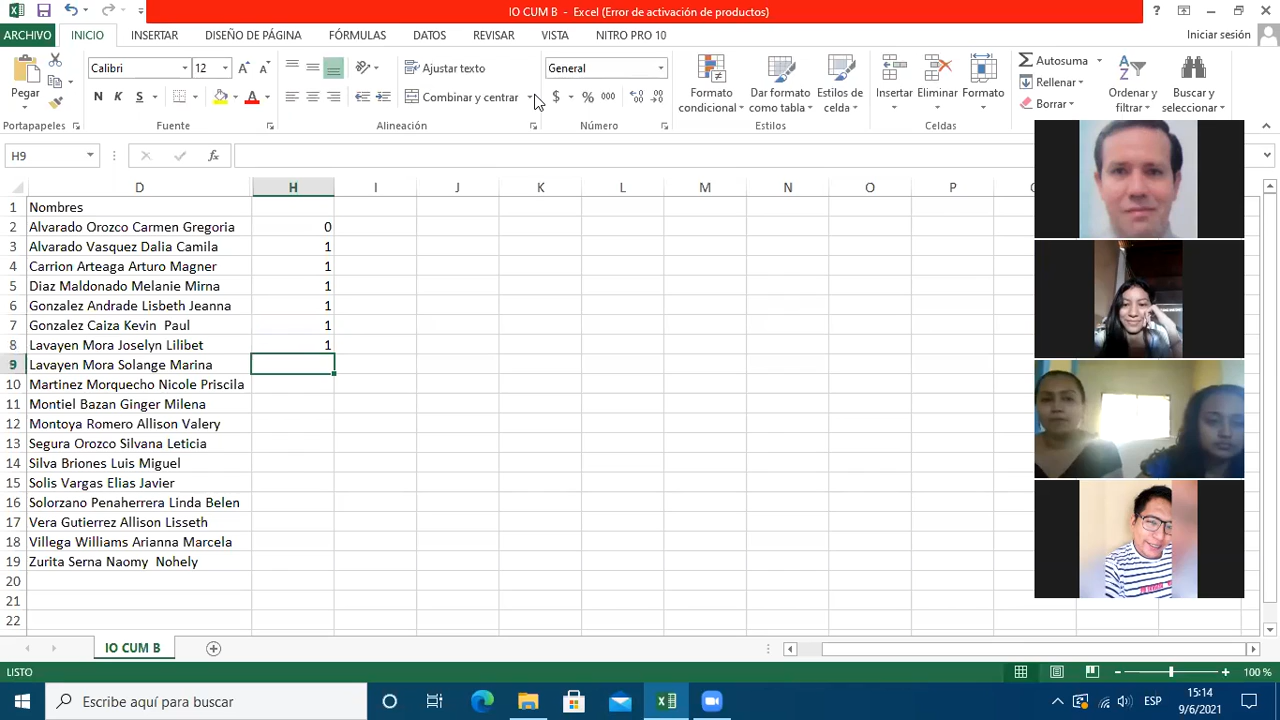 IO CUM B - Excel (Error de activación de productos)
ARCHIVO INICIO INSERTAR DISEÑO DE PÁGINA FÓRMULAS DATOS REVISAR VISTA NITRO PRO 10 Iniciar sesión
Pegar
Calibri 12
N K S
Ajustar texto
Combinar y centrar
General
$ % 000
Formato condicional
Dar formato como tabla
Estilos de celda
Insertar
Eliminar
Formato
Autosuma
Rellenar
Borrar
Ordenar y filtrar
Buscar y seleccionar
Portapapeles Fuente Alineación Número Estilos Celdas
H9 fx
D H I J K L M N O P
1 Nombres
2 Alvarado Orozco Carmen Gregoria 0
3 Alvarado Vasquez Dalia Camila 1
4 Carrion Arteaga Arturo Magner 1
5 Diaz Maldonado Melanie Mirna 1
6 Gonzalez Andrade Lisbeth Jeanna 1
7 Gonzalez Caiza Kevin Paul 1
8 Lavayen Mora Joselyn Lilibet 1
9 Lavayen Mora Solange Marina
10 Martinez Morquecho Nicole Priscila
11 Montiel Bazan Ginger Milena
12 Montoya Romero Allison Valery
13 Segura Orozco Silvana Leticia
14 Silva Briones Luis Miguel
15 Solis Vargas Elias Javier
16 Solorzano Penaherrera Linda Belen
17 Vera Gutierrez Allison Lisseth
18 Villega Williams Arianna Marcela
19 Zurita Serna Naomy Nohely
20
21
22
IO CUM B
LISTO 100 %
Escribe aquí para buscar
ESP
15:14
9/6/2021